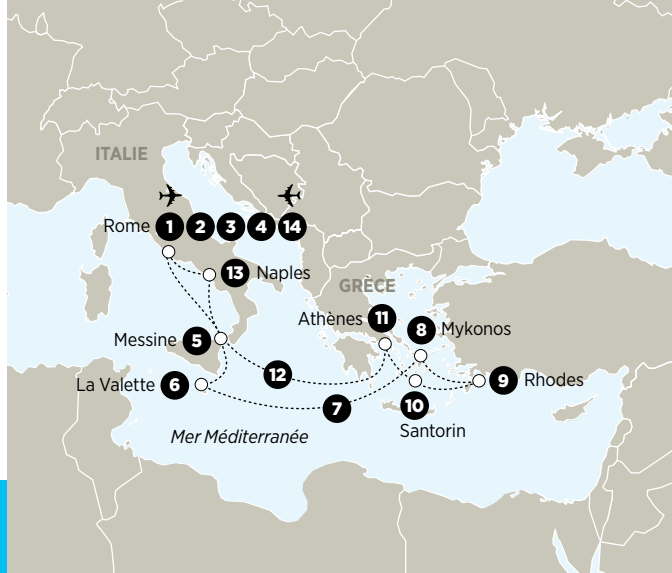 ITALIE
Rome 1 2 3 4 14
13 Naples
GRÈCE
Athènes 11
8 Mykonos
Messine 5
12
La Valette 6
9 Rhodes
7
10
Santorin
Mer Méditerranée